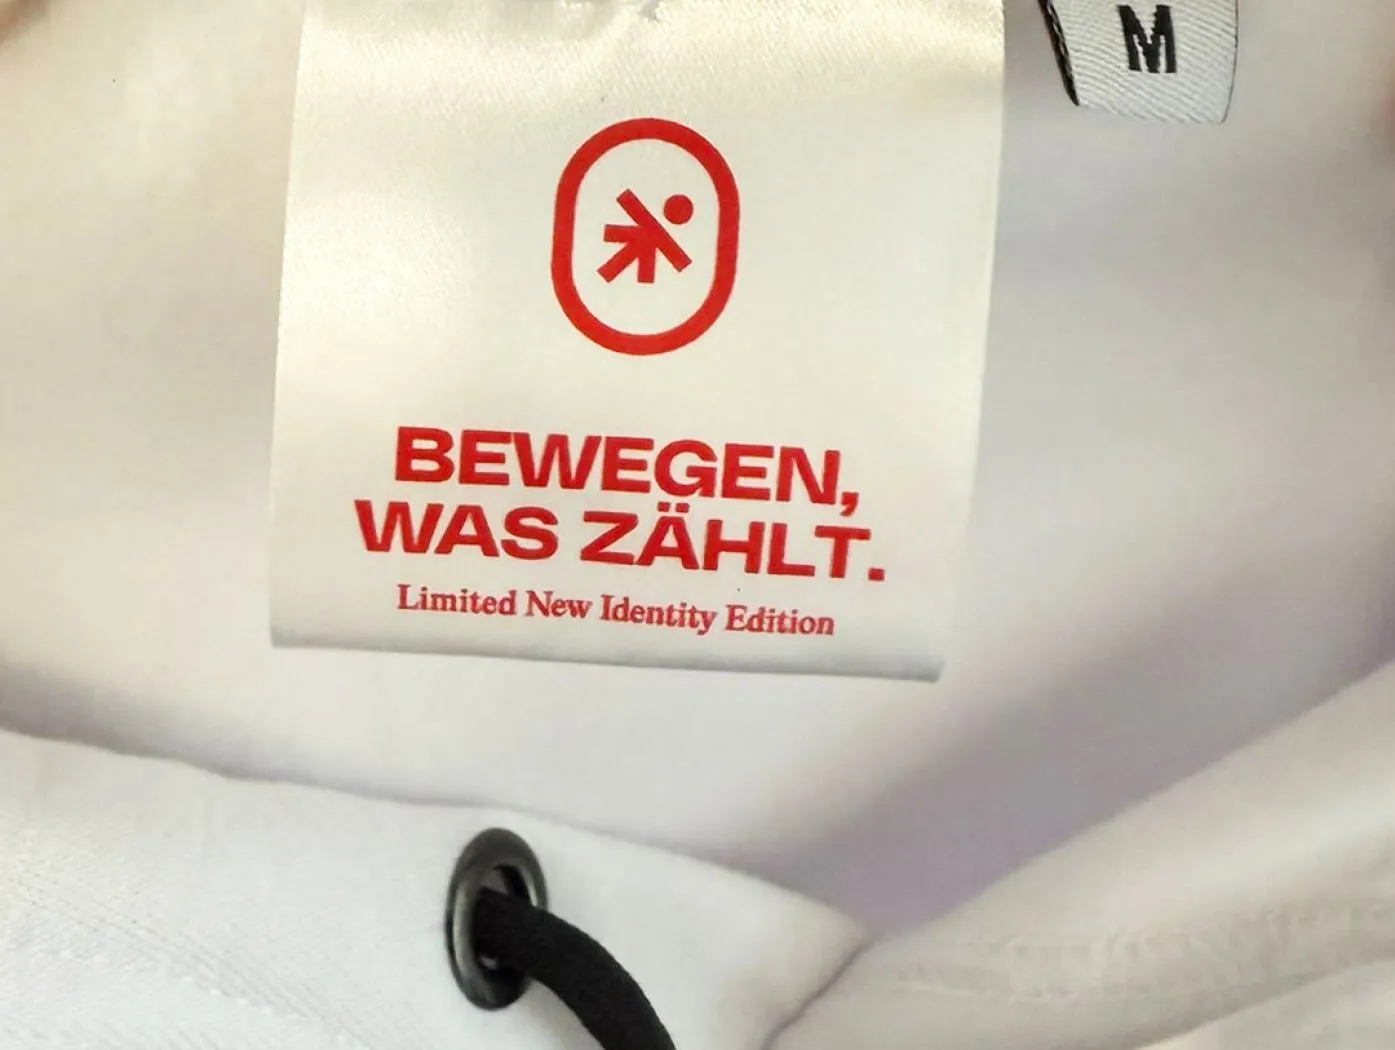 M
BEWEGEN,
WAS ZÄHLT.
Limited New Identity Edition